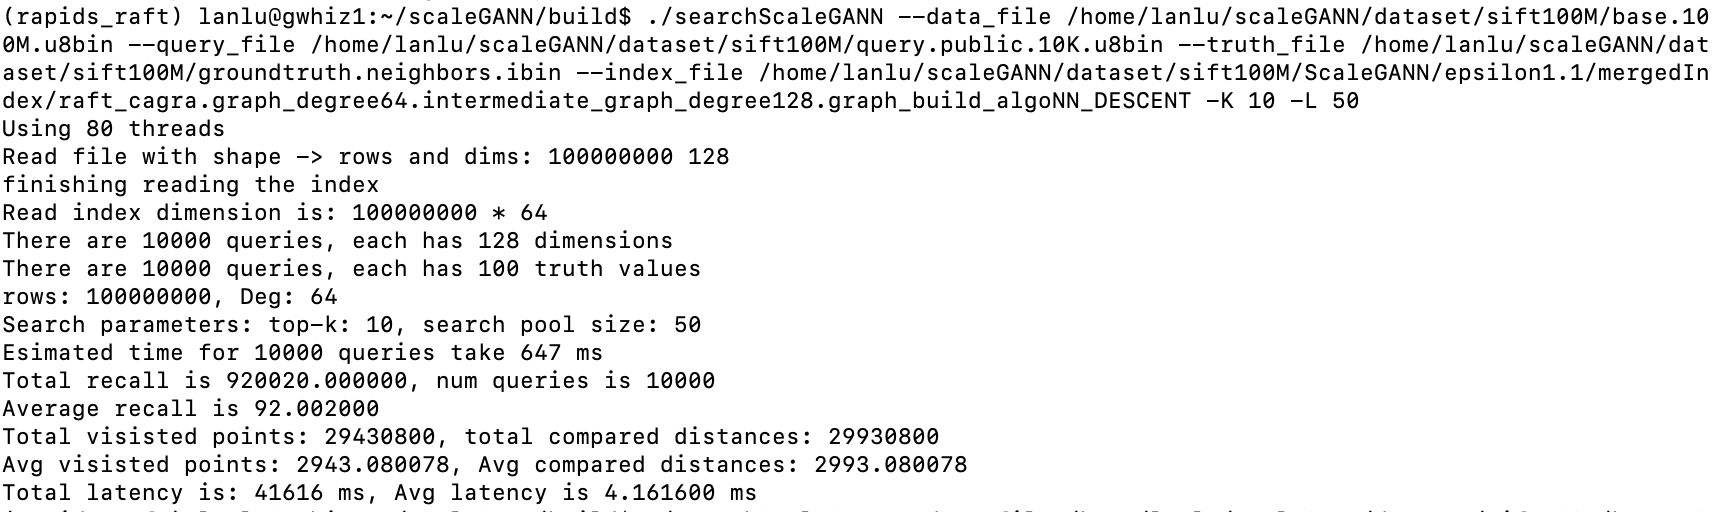 (rapids_raft) lanlu@gwhiz1:~/scaleGANN/build$ ./searchScaleGANN --data_file /home/lanlu/scaleGANN/dataset/sift100M/base.10
0M.u8bin --query_file /home/lanlu/scaleGANN/dataset/sift100M/query.public.10K.u8bin --truth_file /home/lanlu/scaleGANN/dat
aset/sift100M/groundtruth.neighbors.ibin --index_file /home/lanlu/scaleGANN/dataset/sift100M/ScaleGANN/epsilon1.1/mergedIn
dex/raft_cagra.graph_degree64.intermediate_graph_degree128.graph_build_algoNN_DESCENT -K 10 -L 50
Using 80 threads
Read file with shape -> rows and dims: 100000000 128
finishing reading the index
Read index dimension is: 100000000 * 64
There are 10000 queries, each has 128 dimensions
There are 10000 queries, each has 100 truth values
rows: 100000000, Deg: 64
Search parameters: top-k: 10, search pool size: 50
Esimated time for 10000 queries take 647 ms
Total recall is 920020.000000, num queries is 10000
Average recall is 92.002000
Total visisted points: 29430800, total compared distances: 29930800
Avg visisted points: 2943.080078, Avg compared distances: 2993.080078
Total latency is: 41616 ms, Avg latency is 4.161600 ms